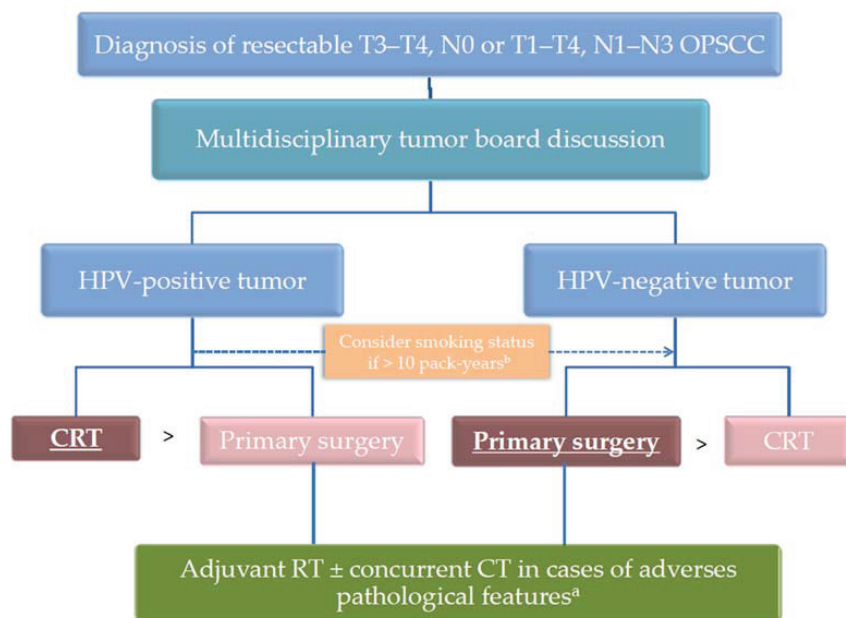 Diagnosis of resectable T3–T4, N0 or T1–T4, N1–N3 OPSCC
Multidisciplinary tumor board discussion
HPV-positive tumor
HPV-negative tumor
Consider smoking status
if > 10 pack-yearsᵇ
CRT
>
Primary surgery
Primary surgery
>
CRT
Adjuvant RT ± concurrent CT in cases of adverses
pathological featuresᵃ